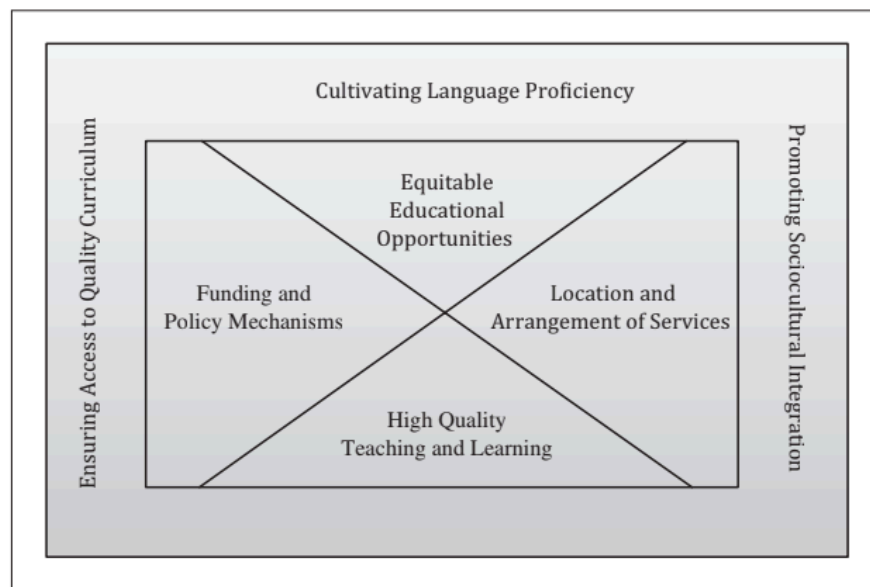 Cultivating Language Proficiency
Ensuring Access to Quality Curriculum
Equitable
Educational
Opportunities
Funding and
Policy Mechanisms
Location and
Arrangement of Services
High Quality
Teaching and Learning
Promoting Sociocultural Integration